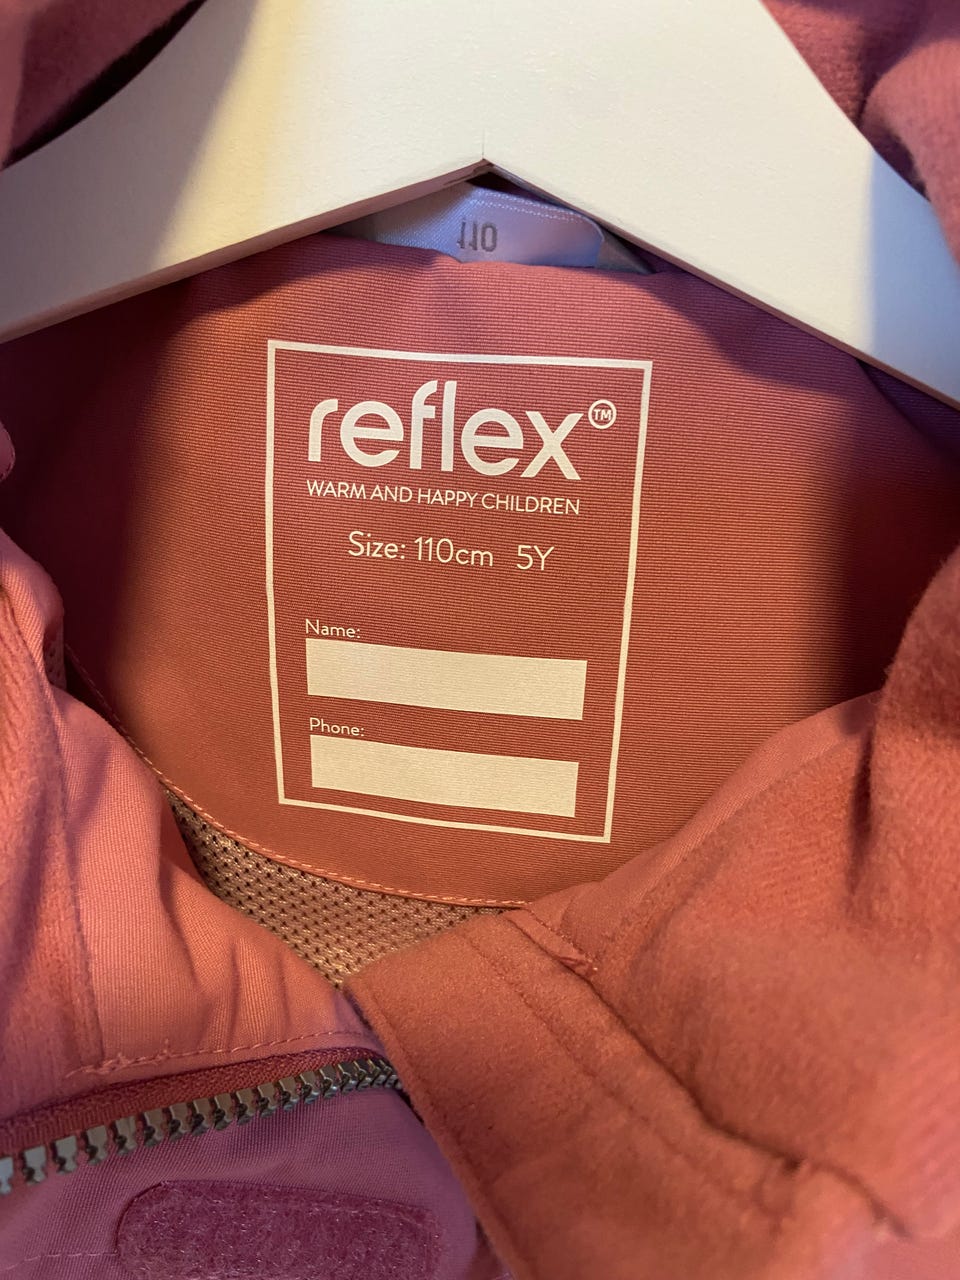 110
reflex™
WARM AND HAPPY CHILDREN
Size: 110cm 5Y
Name:
Phone: